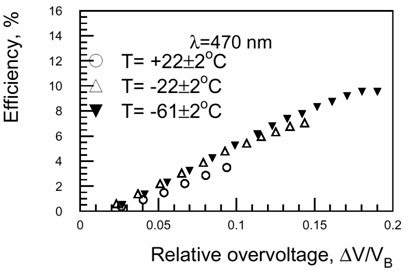 Efficiency, %
16
14
12
10
8
6
4
2
0
λ=470 nm
T= +22±2°C
T= -22±2°C
T= -61±2°C
0 0.05 0.1 0.15 0.2
Relative overvoltage, ΔV/V_B